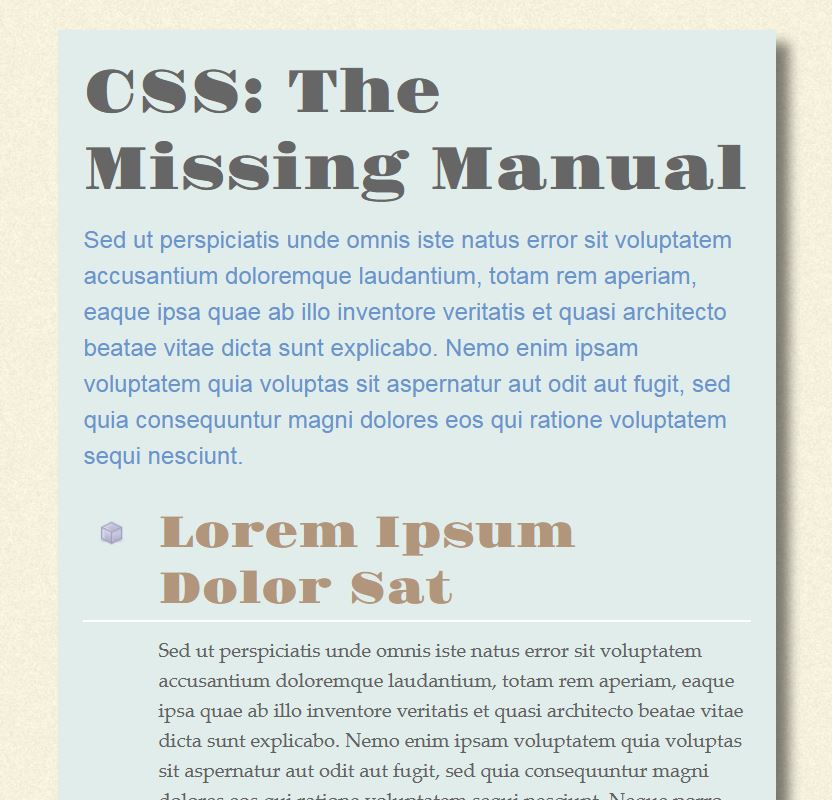 CSS: The
Missing Manual
Sed ut perspiciatis unde omnis iste natus error sit voluptatem
accusantium doloremque laudantium, totam rem aperiam,
eaque ipsa quae ab illo inventore veritatis et quasi architecto
beatae vitae dicta sunt explicabo. Nemo enim ipsam
voluptatem quia voluptas sit aspernatur aut odit aut fugit, sed
quia consequuntur magni dolores eos qui ratione voluptatem
sequi nesciunt.
Lorem Ipsum
Dolor Sat
Sed ut perspiciatis unde omnis iste natus error sit voluptatem
accusantium doloremque laudantium, totam rem aperiam, eaque
ipsa quae ab illo inventore veritatis et quasi architecto beatae vitae
dicta sunt explicabo. Nemo enim ipsam voluptatem quia voluptas
sit aspernatur aut odit aut fugit, sed quia consequuntur magni